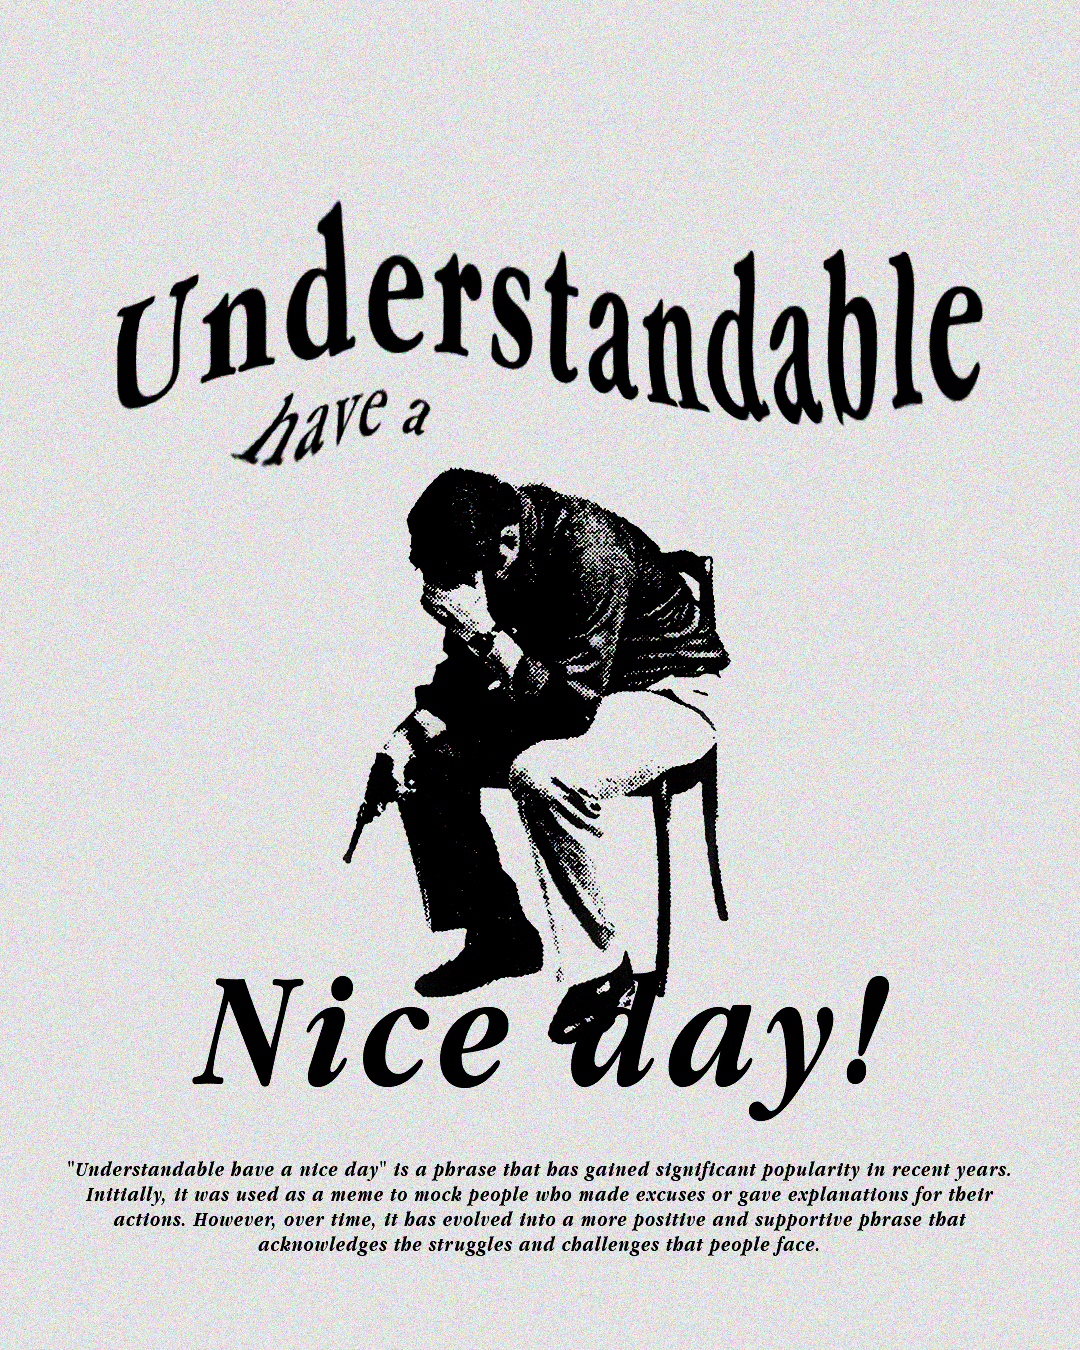 Understandable
have a
Nice day!
"Understandable have a nice day" is a phrase that has gained significant popularity in recent years.
Initially, it was used as a meme to mock people who made excuses or gave explanations for their
actions. However, over time, it has evolved into a more positive and supportive phrase that
acknowledges the struggles and challenges that people face.